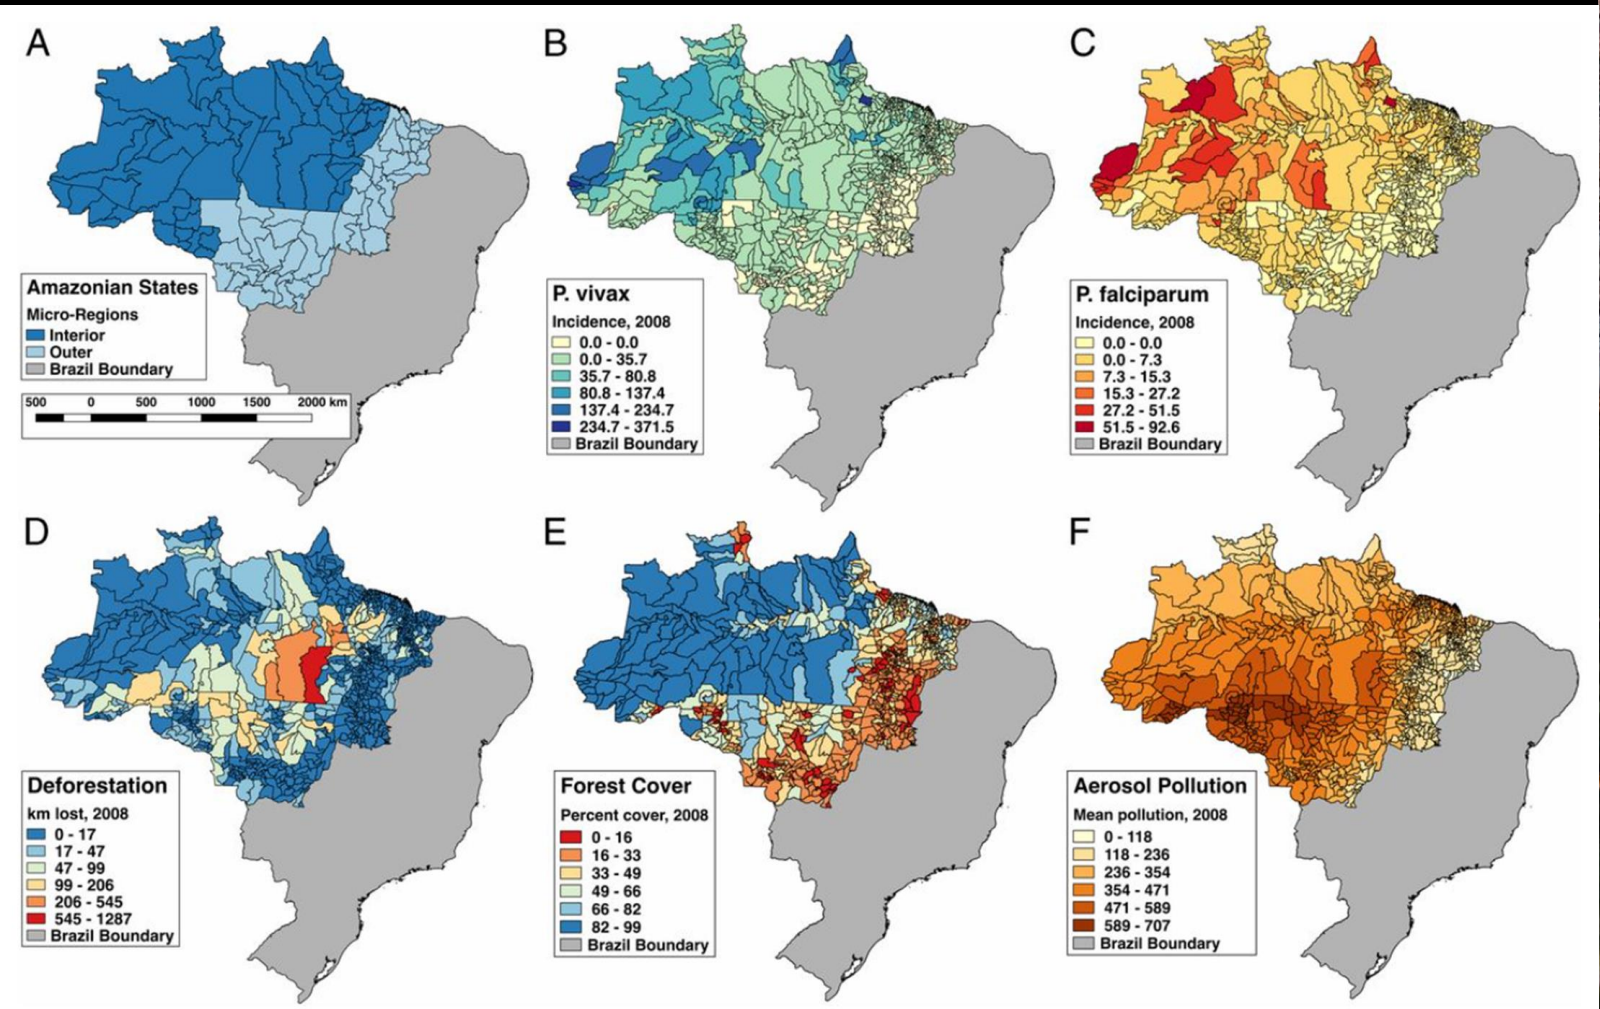 A
Amazonian States
Micro-Regions
Interior
Outer
Brazil Boundary
500 0 500 1000 1500 2000 km
B
P. vivax
Incidence, 2008
0.0 - 0.0
0.0 - 35.7
35.7 - 80.8
80.8 - 137.4
137.4 - 234.7
234.7 - 371.5
Brazil Boundary
C
P. falciparum
Incidence, 2008
0.0 - 0.0
0.0 - 7.3
7.3 - 15.3
15.3 - 27.2
27.2 - 51.5
51.5 - 92.6
Brazil Boundary
D
Deforestation
km lost, 2008
0 - 17
17 - 47
47 - 99
99 - 206
206 - 545
545 - 1287
Brazil Boundary
E
Forest Cover
Percent cover, 2008
0 - 16
16 - 33
33 - 49
49 - 66
66 - 82
82 - 99
Brazil Boundary
F
Aerosol Pollution
Mean pollution, 2008
0 - 118
118 - 236
236 - 354
354 - 471
471 - 589
589 - 707
Brazil Boundary